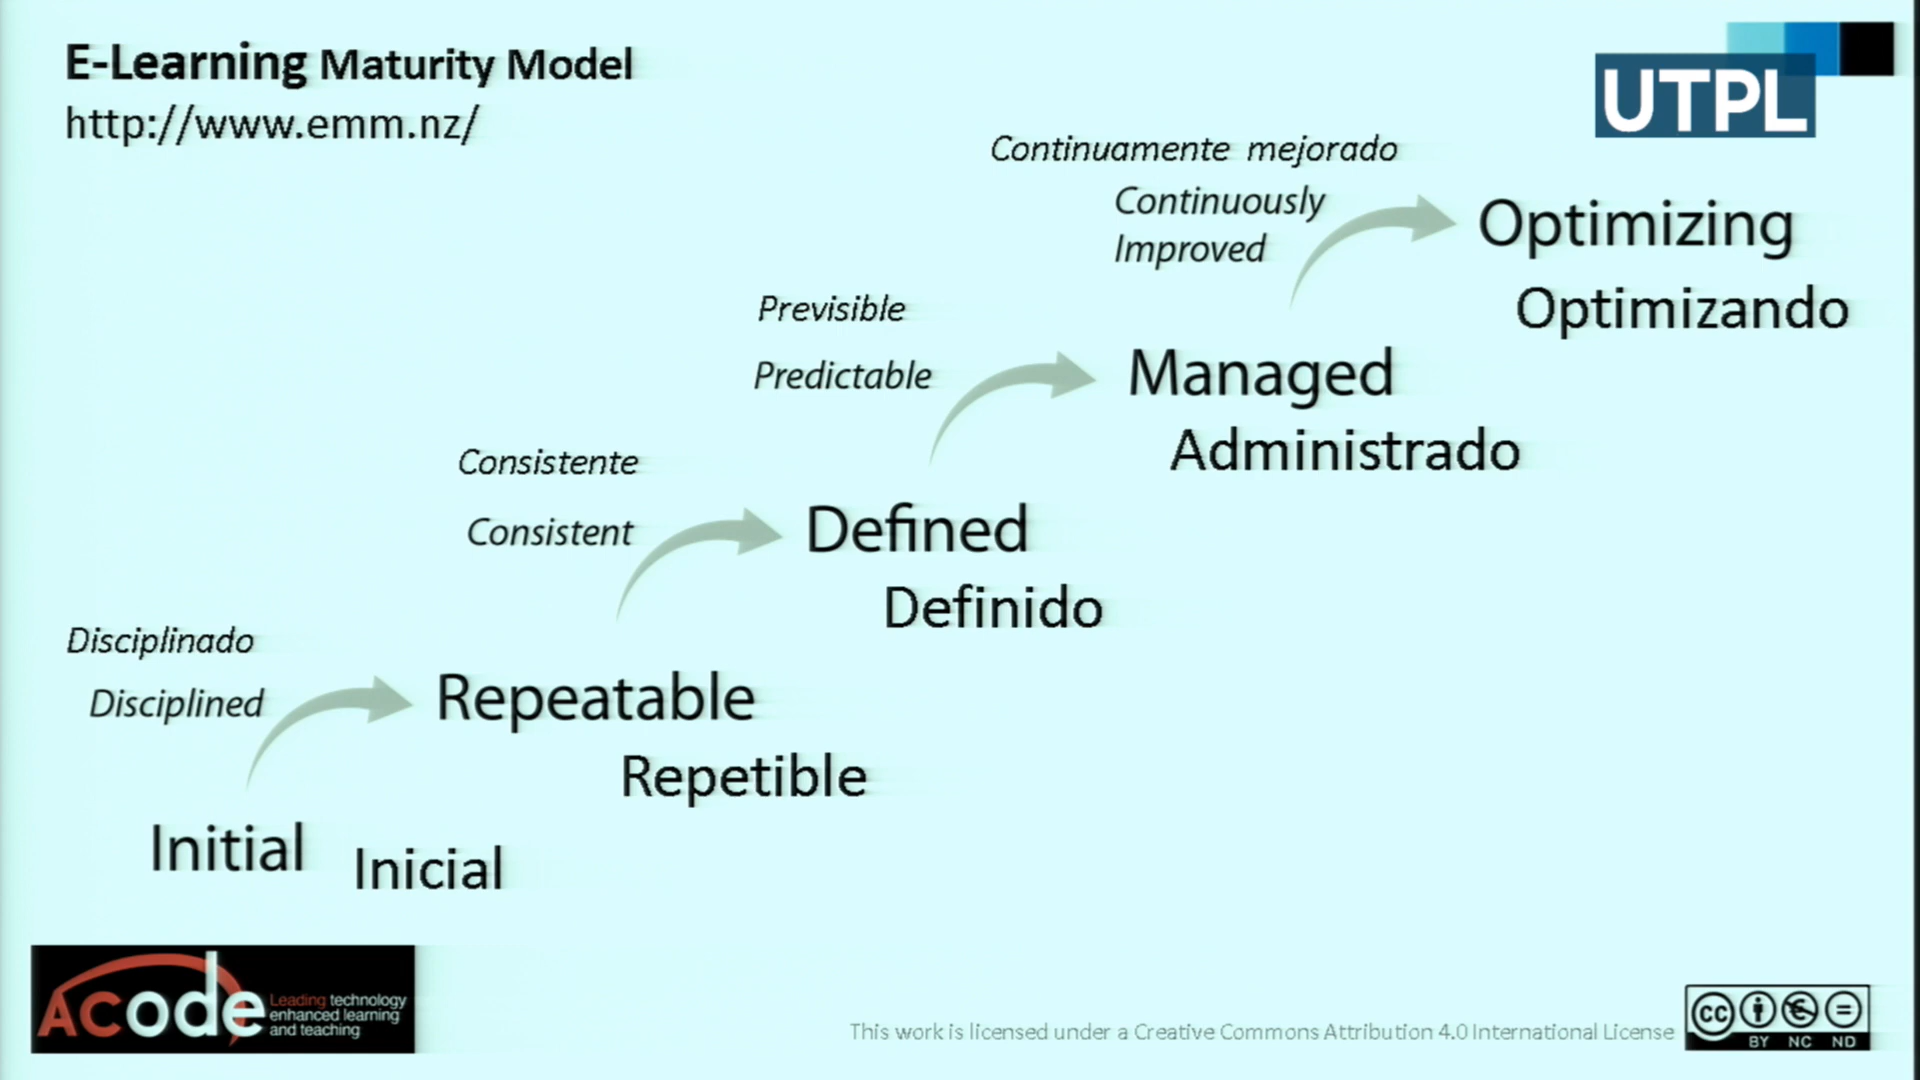 E-Learning Maturity Model
http://www.emm.nz/
UTPL
Continuamente mejorado
Continuously
Improved
Optimizing
Optimizando
Previsible
Predictable
Managed
Administrado
Consistente
Consistent
Defined
Definido
Disciplinado
Disciplined
Repeatable
Repetible
Initial
Inicial
Acode
Leading technology
enhanced learning
and teaching
This work is licensed under a Creative Commons Attribution 4.0 International License
cc
BY NC ND